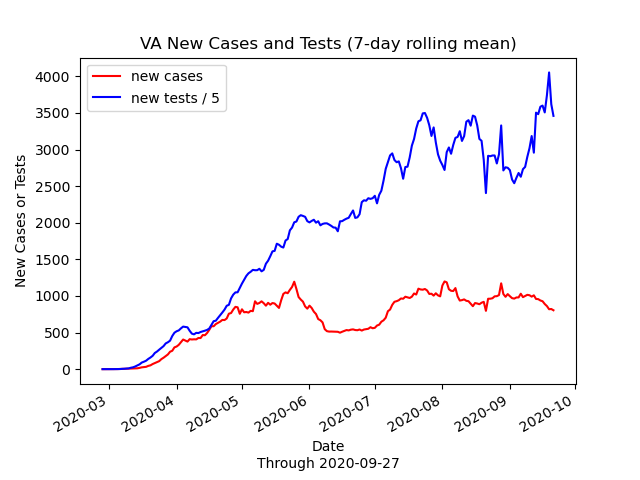 VA New Cases and Tests (7-day rolling mean)
new cases
new tests / 5
New Cases or Tests
4000
3500
3000
2500
2000
1500
1000
500
0
2020-03
2020-04
2020-05
2020-06
2020-07
2020-08
2020-09
2020-10
Date
Through 2020-09-27